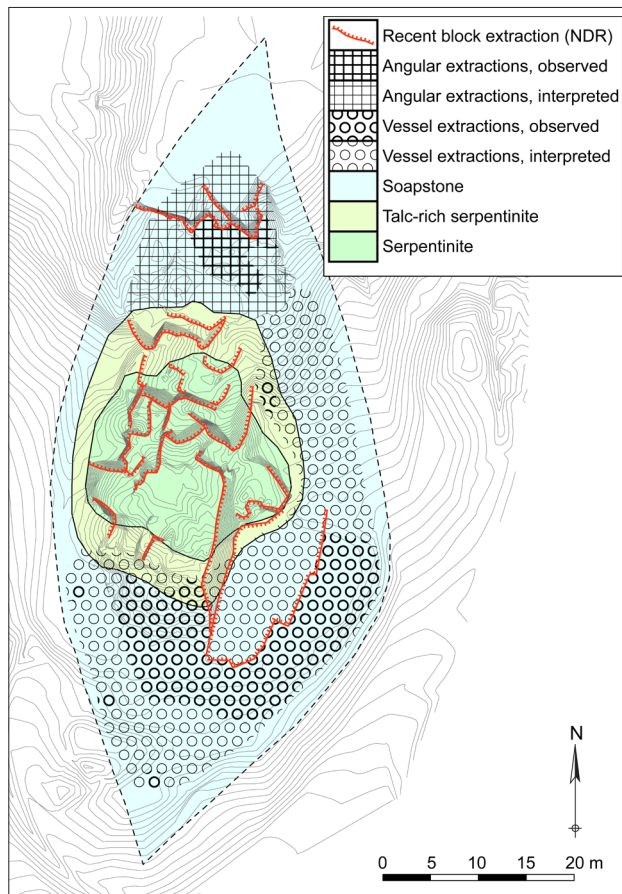 Recent block extraction (NDR)
Angular extractions, observed
Angular extractions, interpreted
Vessel extractions, observed
Vessel extractions, interpreted
Soapstone
Talc-rich serpentinite
Serpentinite
N
0 5 10 15 20 m